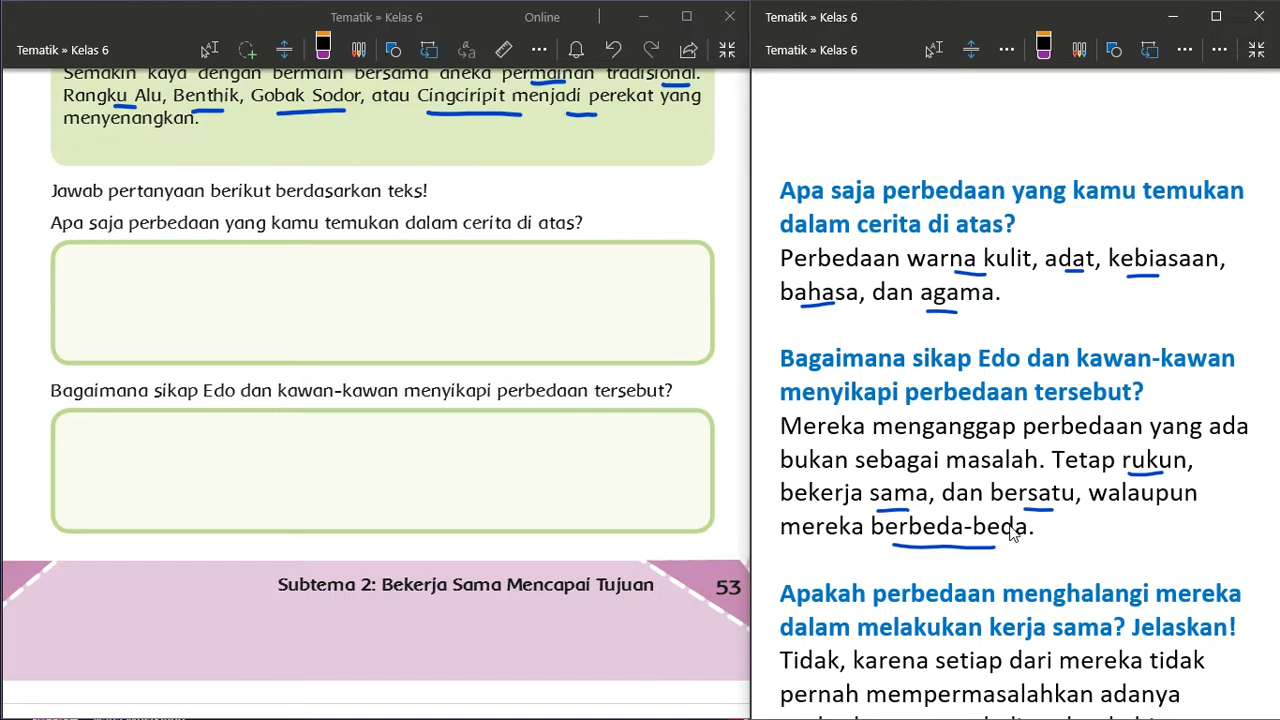 Tematik » Kelas 6
Online
Tematik » Kelas 6
Semakin kaya dengan bermain bersama aneka permainan tradisional.
Rangku Alu, Benthik, Gobak Sodor, atau Cingciripit menjadi perekat yang
menyenangkan.
Jawab pertanyaan berikut berdasarkan teks!
Apa saja perbedaan yang kamu temukan dalam cerita di atas?
Bagaimana sikap Edo dan kawan-kawan menyikapi perbedaan tersebut?
Subtema 2: Bekerja Sama Mencapai Tujuan
53
Tematik » Kelas 6
Tematik » Kelas 6
Apa saja perbedaan yang kamu temukan
dalam cerita di atas?
Perbedaan warna kulit, adat, kebiasaan,
bahasa, dan agama.
Bagaimana sikap Edo dan kawan-kawan
menyikapi perbedaan tersebut?
Mereka menganggap perbedaan yang ada
bukan sebagai masalah. Tetap rukun,
bekerja sama, dan bersatu, walaupun
mereka berbeda-beda.
Apakah perbedaan menghalangi mereka
dalam melakukan kerja sama? Jelaskan!
Tidak, karena setiap dari mereka tidak
pernah mempermasalahkan adanya